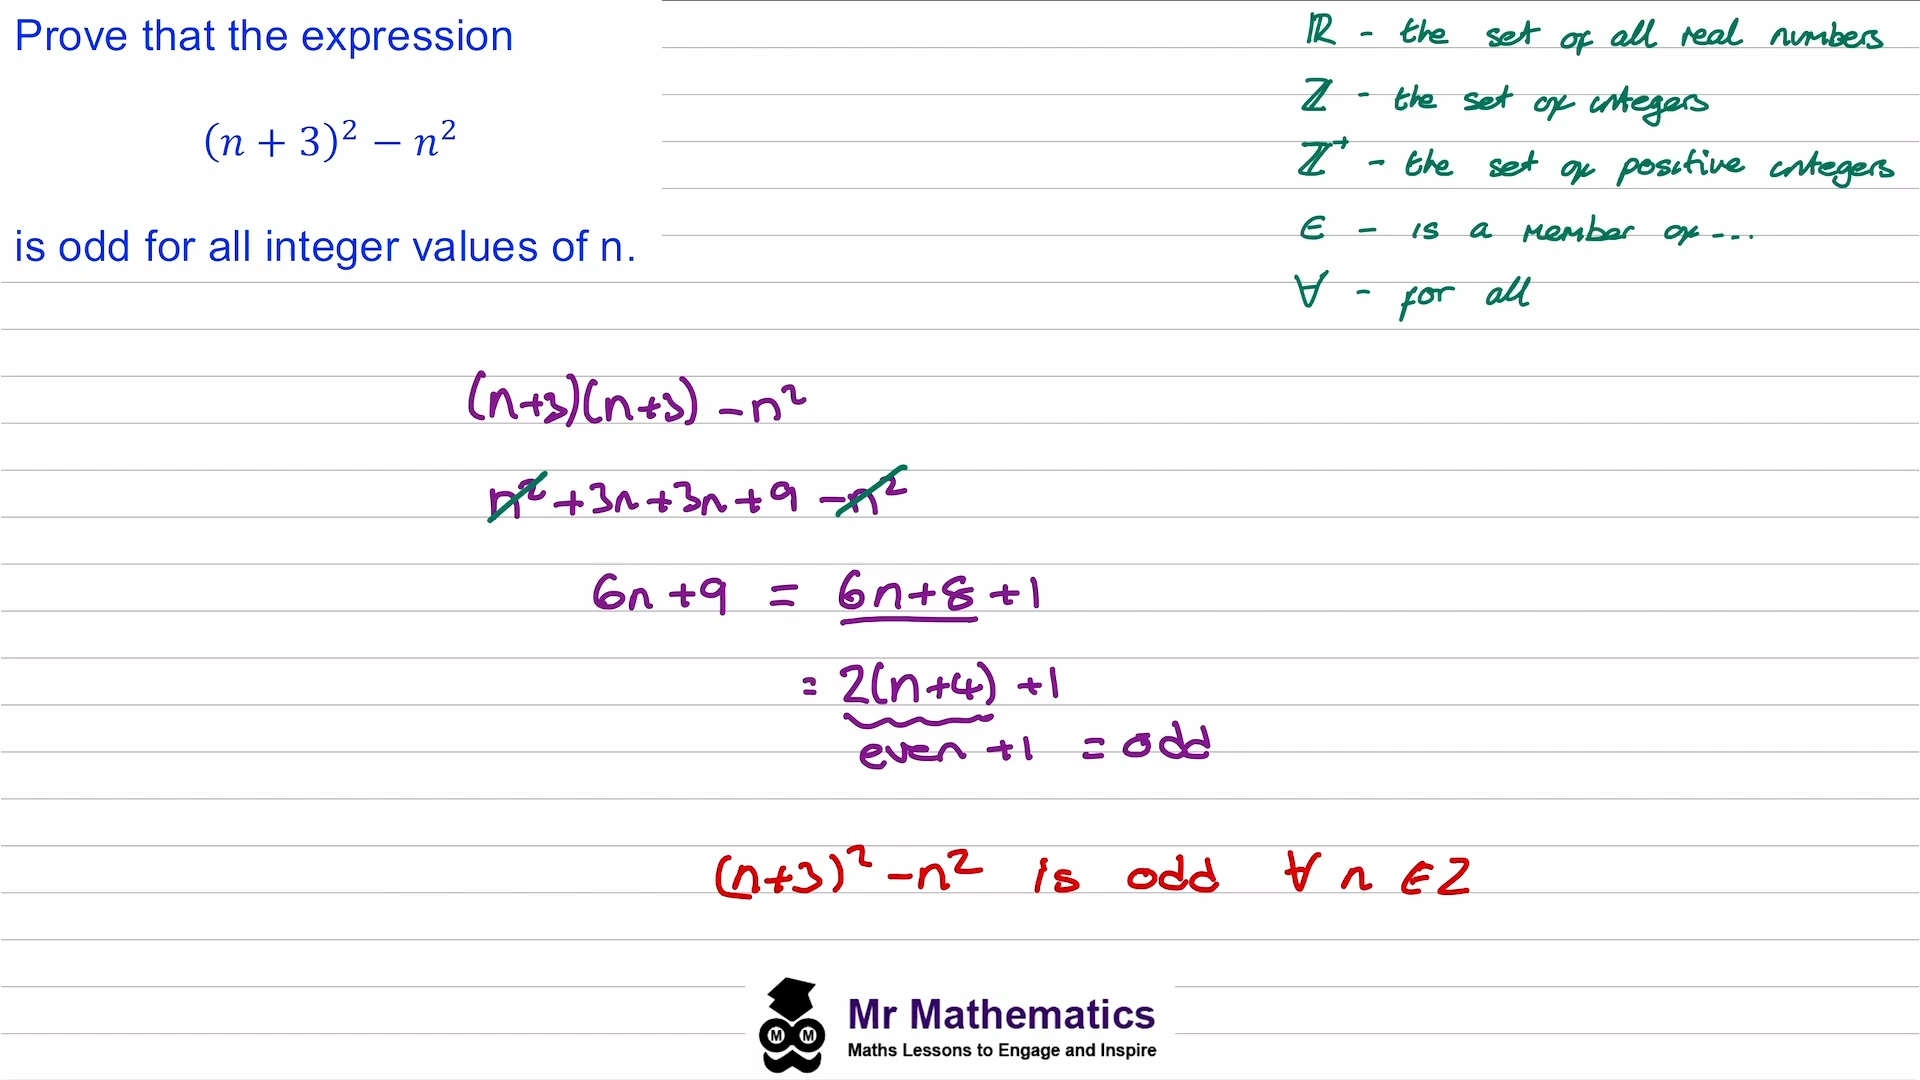 Prove that the expression
(n + 3)² − n²
is odd for all integer values of n.
ℝ - the set of all real numbers
ℤ - the set of integers
ℤ⁺ - the set of positive integers
∈ - is a member of ...
∀ - for all
(n+3)(n+3) -n²
n² +3n+3n+9 -n²
6n+9 = 6n+8 +1
= 2(n+4) +1
even +1 = odd
(n+3)² -n² is odd ∀ n ∈ Z
M M
Mr Mathematics
Maths Lessons to Engage and Inspire